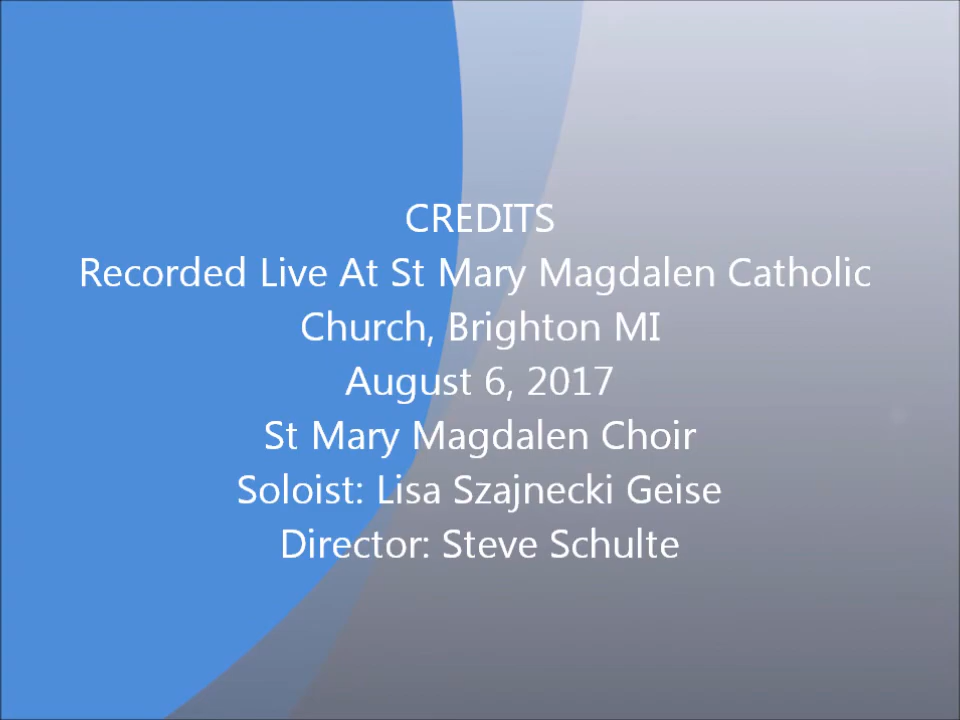 CREDITS
Recorded Live At St Mary Magdalen Catholic
Church, Brighton MI
August 6, 2017
St Mary Magdalen Choir
Soloist: Lisa Szajnecki Geise
Director: Steve Schulte